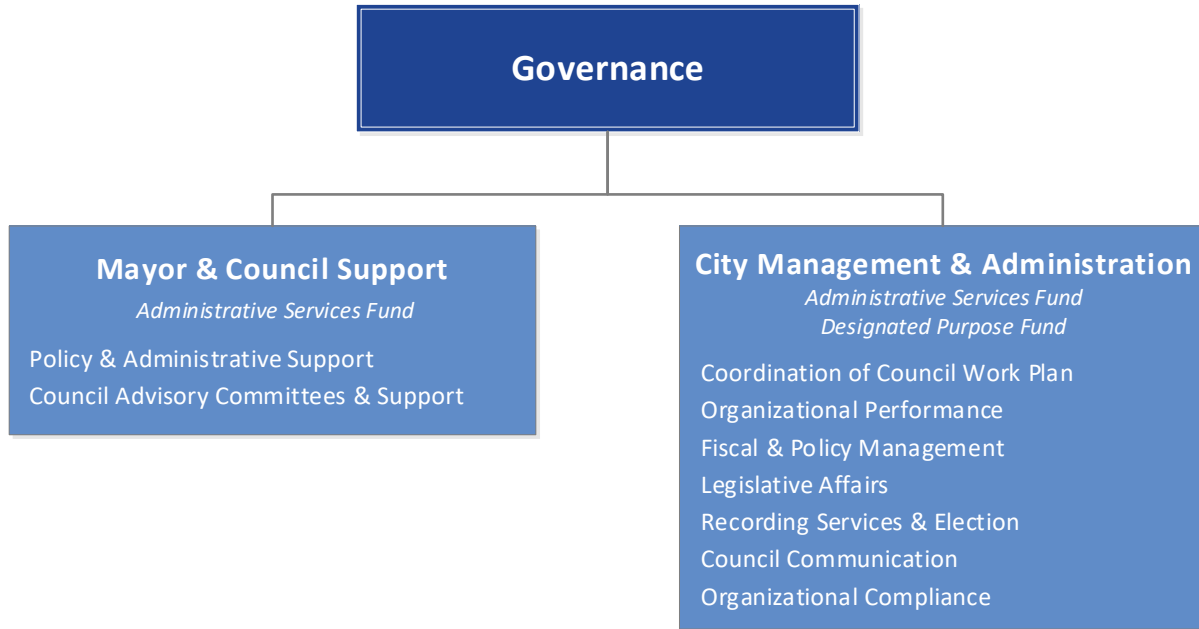 Governance
Mayor & Council Support
Administrative Services Fund
Policy & Administrative Support
Council Advisory Committees & Support
City Management & Administration
Administrative Services Fund
Designated Purpose Fund
Coordination of Council Work Plan
Organizational Performance
Fiscal & Policy Management
Legislative Affairs
Recording Services & Election
Council Communication
Organizational Compliance